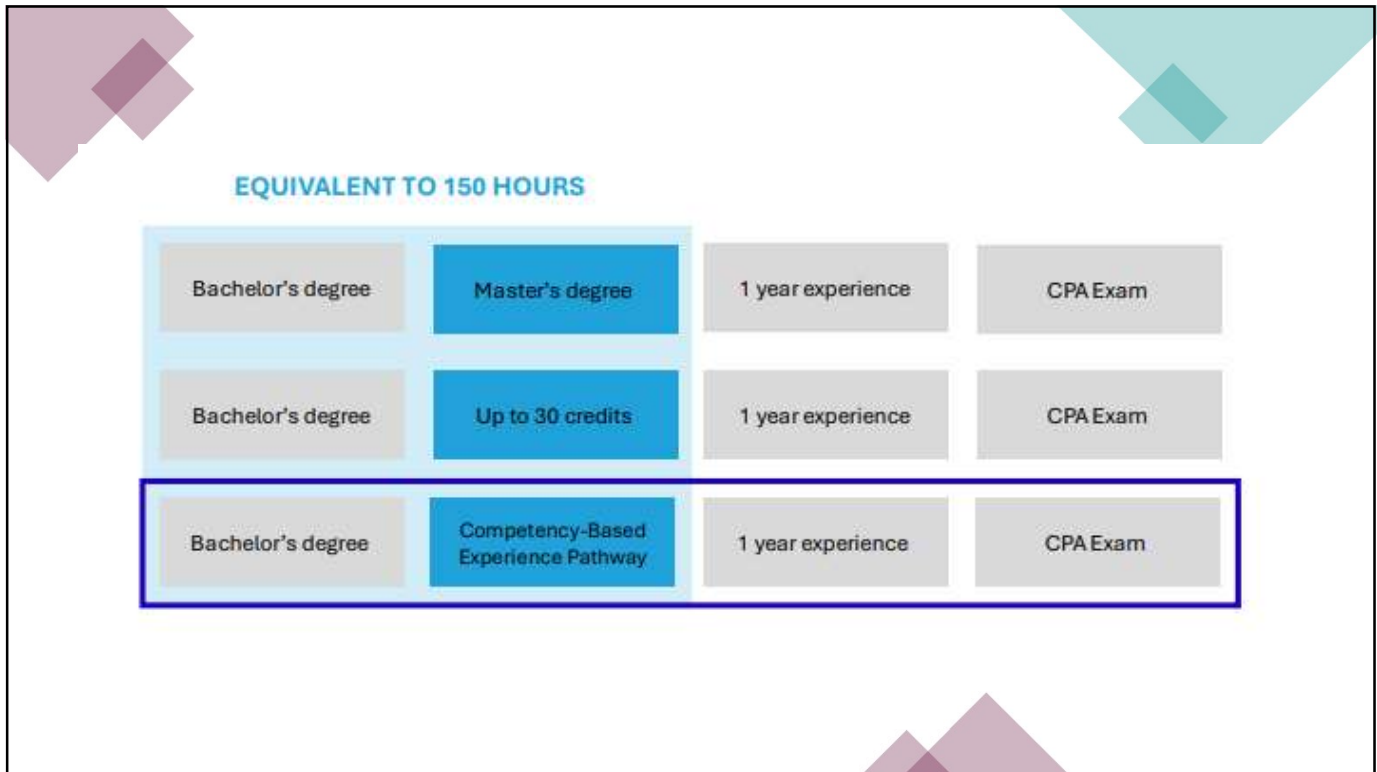 EQUIVALENT TO 150 HOURS
Bachelor's degree
Master's degree
1 year experience
CPA Exam
Bachelor's degree
Up to 30 credits
1 year experience
CPA Exam
Bachelor's degree
Competency-Based
Experience Pathway
1 year experience
CPA Exam